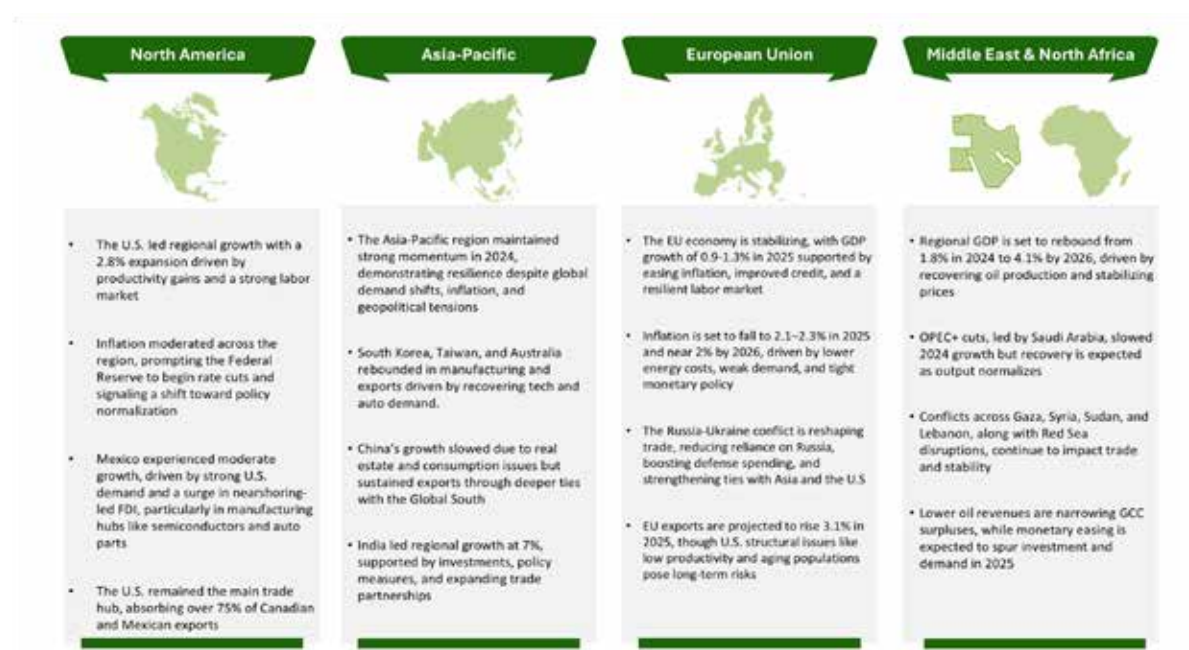 North America
• The U.S. led regional growth with a
2.8% expansion driven by
productivity gains and a strong labor
market
• Inflation moderated across the
region, prompting the Federal
Reserve to begin rate cuts and
signaling a shift toward policy
normalization
• Mexico experienced moderate
growth, driven by strong U.S.
demand and a surge in nearshoring-
led FDI, particularly in manufacturing
hubs like semiconductors and auto
parts
• The U.S. remained the main trade
hub, absorbing over 75% of Canadian
and Mexican exports
Asia-Pacific
• The Asia-Pacific region maintained
strong momentum in 2024,
demonstrating resilience despite global
demand shifts, inflation, and
geopolitical tensions
• South Korea, Taiwan, and Australia
rebounded in manufacturing and
exports driven by recovering tech and
auto demand.
• China's growth slowed due to real
estate and consumption issues but
sustained exports through deeper ties
with the Global South
• India led regional growth at 7%,
supported by investments, policy
measures, and expanding trade
partnerships
European Union
• The EU economy is stabilizing, with GDP
growth of 0.9-1.3% in 2025 supported by
easing inflation, improved credit, and a
resilient labor market
• Inflation is set to fall to 2.1–2.3% in 2025
and near 2% by 2026, driven by lower
energy costs, weak demand, and tight
monetary policy
• The Russia-Ukraine conflict is reshaping
trade, reducing reliance on Russia,
boosting defense spending, and
strengthening ties with Asia and the U.S
• EU exports are projected to rise 3.1% in
2025, though U.S. structural issues like
low productivity and aging populations
pose long-term risks
Middle East & North Africa
• Regional GDP is set to rebound from
1.8% in 2024 to 4.1% by 2026, driven by
recovering oil production and stabilizing
prices
• OPEC+ cuts, led by Saudi Arabia, slowed
2024 growth but recovery is expected
as output normalizes
• Conflicts across Gaza, Syria, Sudan, and
Lebanon, along with Red Sea
disruptions, continue to impact trade
and stability
• Lower oil revenues are narrowing GCC
surpluses, while monetary easing is
expected to spur investment and
demand in 2025